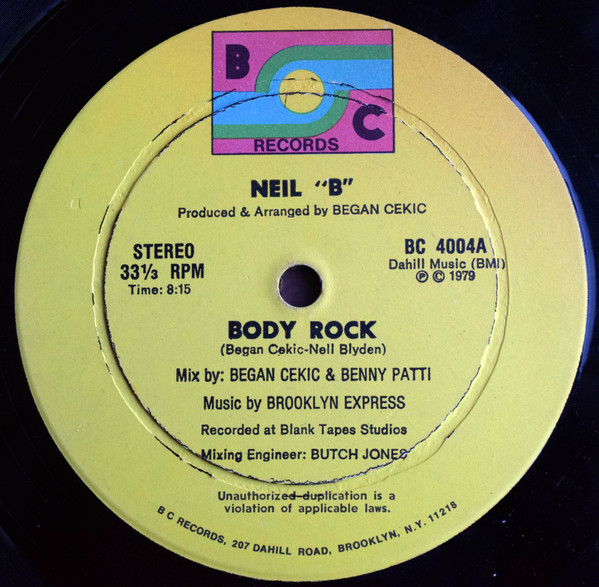 B
C
RECORDS
NEIL "B"
Produced & Arranged by BEGAN CEKIC
STEREO
33⅓ RPM
Time: 8:15
BC 4004A
Dahill Music (BMI)
℗ © 1979
BODY ROCK
(Began Cekic-Neil Blyden)
Mix by: BEGAN CEKIC & BENNY PATTI
Music by BROOKLYN EXPRESS
Recorded at Blank Tapes Studios
Mixing Engineer: BUTCH JONES
Unauthorized duplication is a
violation of applicable laws.
B C RECORDS, 207 DAHILL ROAD, BROOKLYN, N.Y. 11218